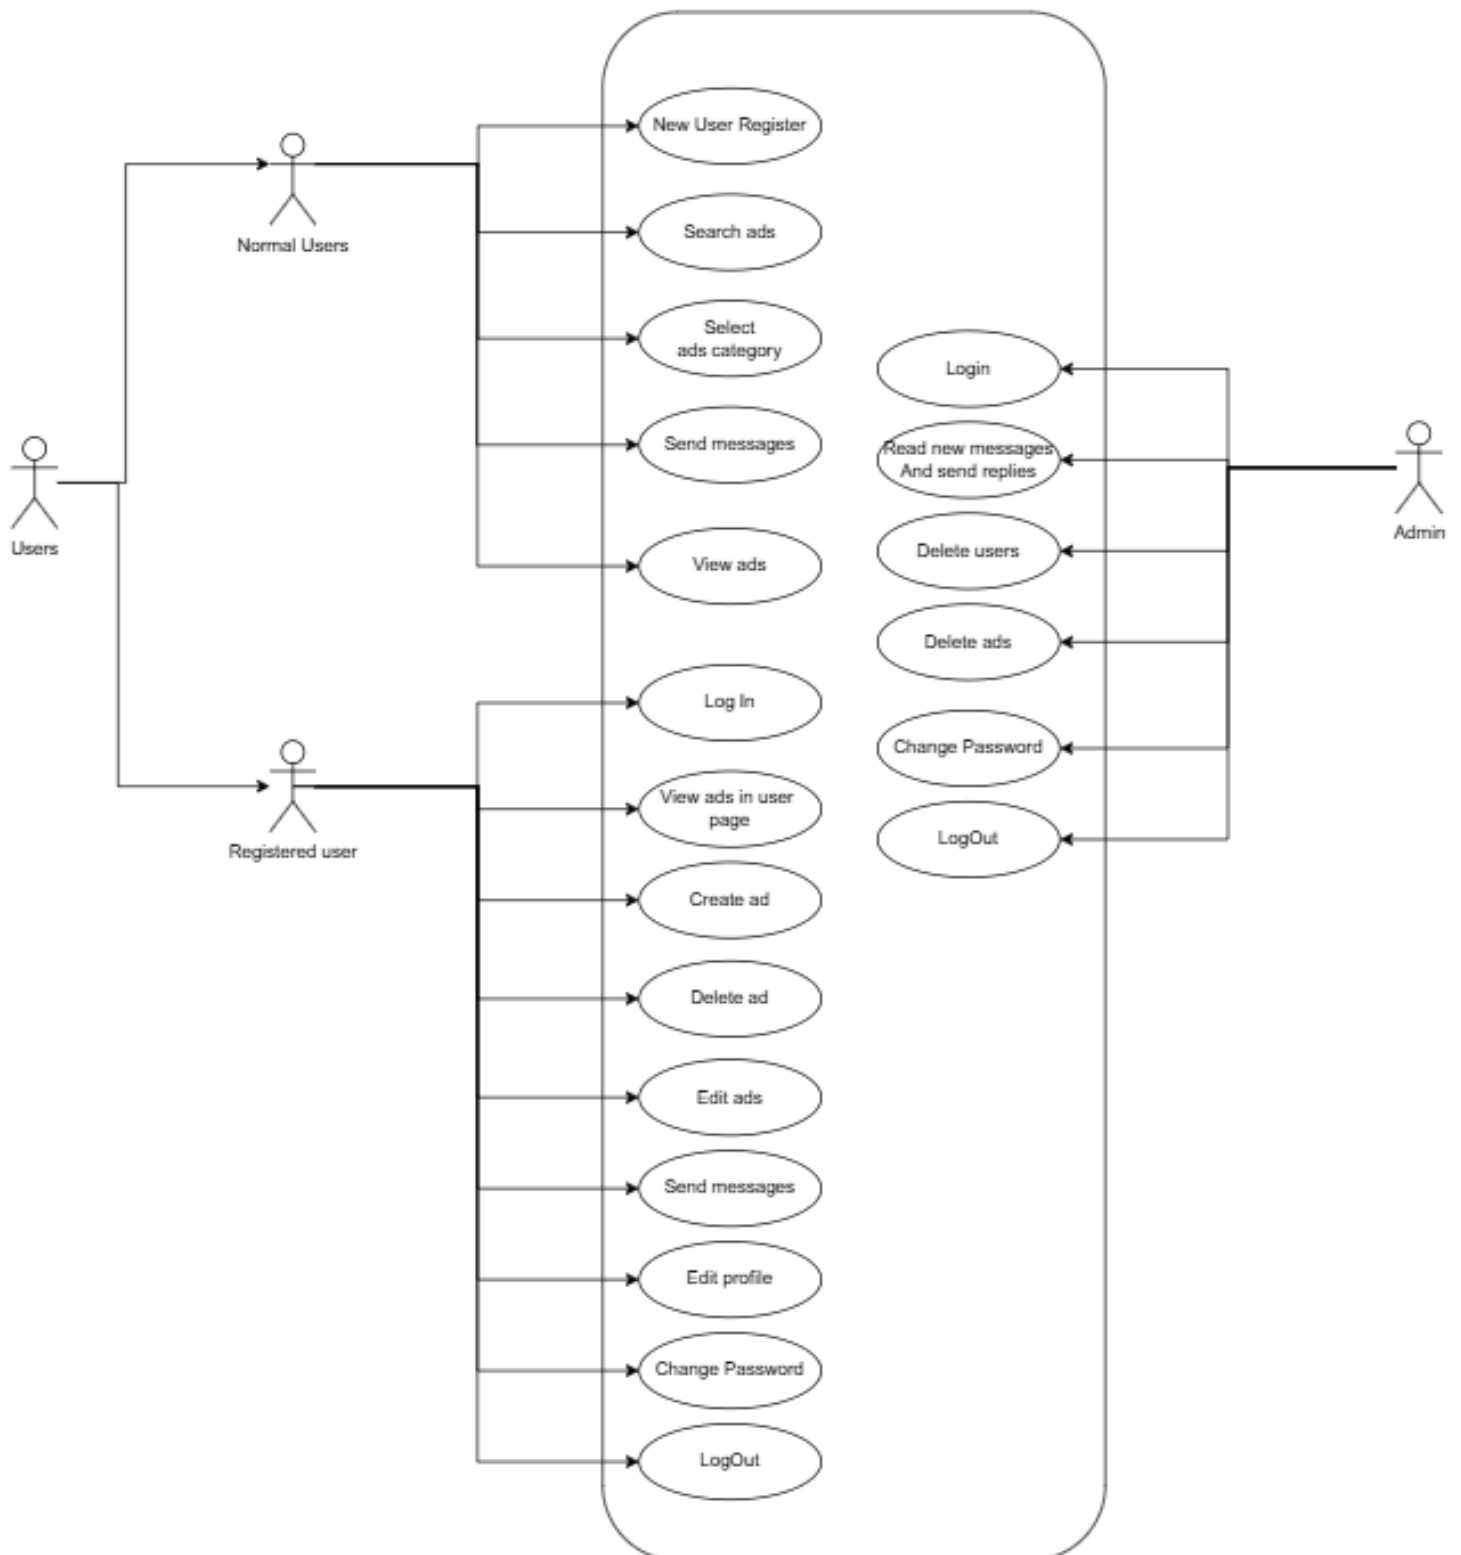 New User Register
Normal Users
Search ads
Select
ads category
Send messages
View ads
Users
Log In
View ads in user
page
Registered user
Create ad
Delete ad
Edit ads
Send messages
Edit profile
Change Password
LogOut
Login
Read new messages
And send replies
Delete users
Delete ads
Change Password
LogOut
Admin